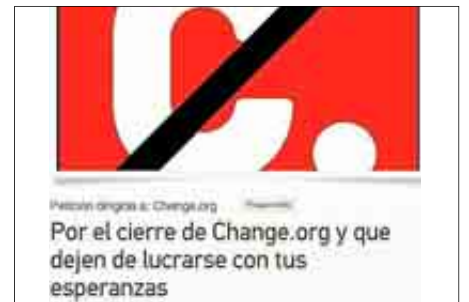 c.
Petición dirigida a: Change.org
Por el cierre de Change.org y que
dejen de lucrarse con tus
esperanzas